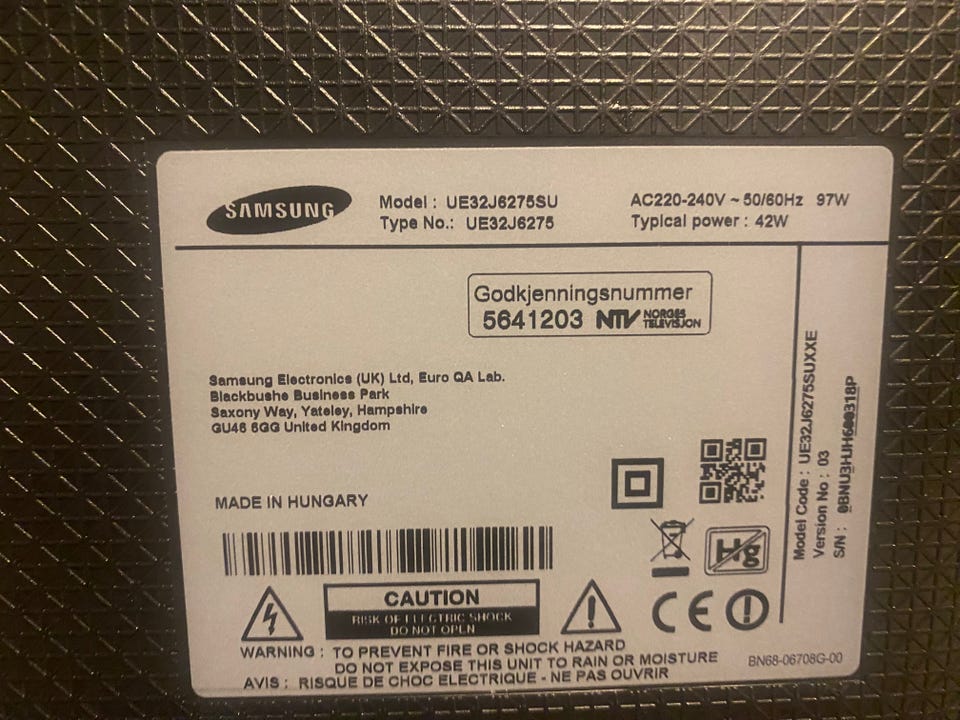 SAMSUNG
Model : UE32J6275SU
Type No.: UE32J6275
AC220-240V ~ 50/60Hz 97W
Typical power : 42W
Godkjenningsnummer
5641203 NTV NORGES TELEVISJON
Samsung Electronics (UK) Ltd, Euro QA Lab.
Blackbushe Business Park
Saxony Way, Yateley, Hampshire
GU46 6GG United Kingdom
MADE IN HUNGARY
Hg
CAUTION
RISK OF ELECTRIC SHOCK
DO NOT OPEN
CE
WARNING : TO PREVENT FIRE OR SHOCK HAZARD
DO NOT EXPOSE THIS UNIT TO RAIN OR MOISTURE
AVIS : RISQUE DE CHOC ELECTRIQUE - NE PAS OUVRIR
BN68-06708G-00
Model Code : UE32J6275SUXXE
Version No : 03
S/N :